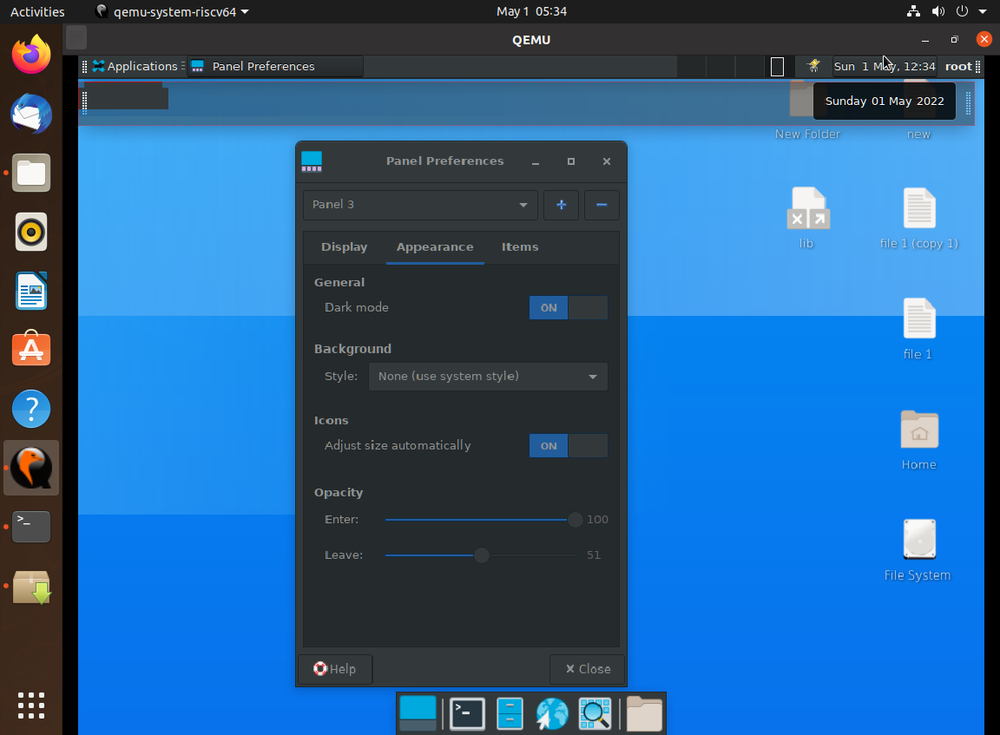 Activities
qemu-system-riscv64
May 1 05:34
QEMU
Applications
Panel Preferences
Sun 1 May, 12:34
root
Sunday 01 May 2022
New Folder
new
Panel Preferences
Panel 3
Display
Appearance
Items
General
Dark mode
ON
Background
Style:
None (use system style)
Icons
Adjust size automatically
ON
Opacity
Enter:
100
Leave:
51
Help
Close
lib
file 1 (copy 1)
file 1
Home
File System